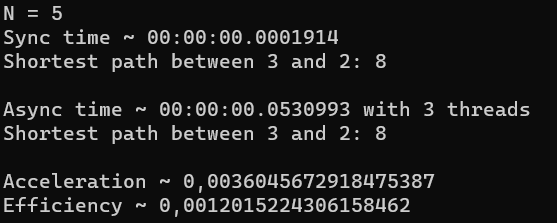 N = 5
Sync time ~ 00:00:00.0001914
Shortest path between 3 and 2: 8
Async time ~ 00:00:00.0530993 with 3 threads
Shortest path between 3 and 2: 8
Acceleration ~ 0,0036045672918475387
Efficiency ~ 0,0012015224306158462